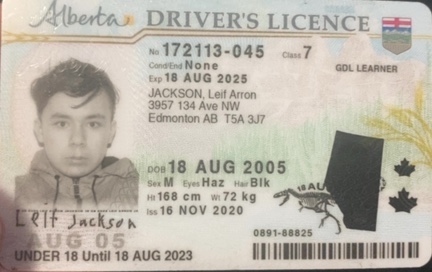 Alberta DRIVER'S LICENCE
No 172113-045 Class 7
Cond/End None GDL LEARNER
Exp 18 AUG 2025
JACKSON, Leif Arron
3957 134 Ave NW
Edmonton AB T5A 3J7
DOB 18 AUG 2005
Sex M Eyes Haz Hair Blk
Ht 168 cm Wt 72 kg
Iss 16 NOV 2020
18 AU
Leif Jackson
0891-88825
AUG 05
UNDER 18 Until 18 AUG 2023